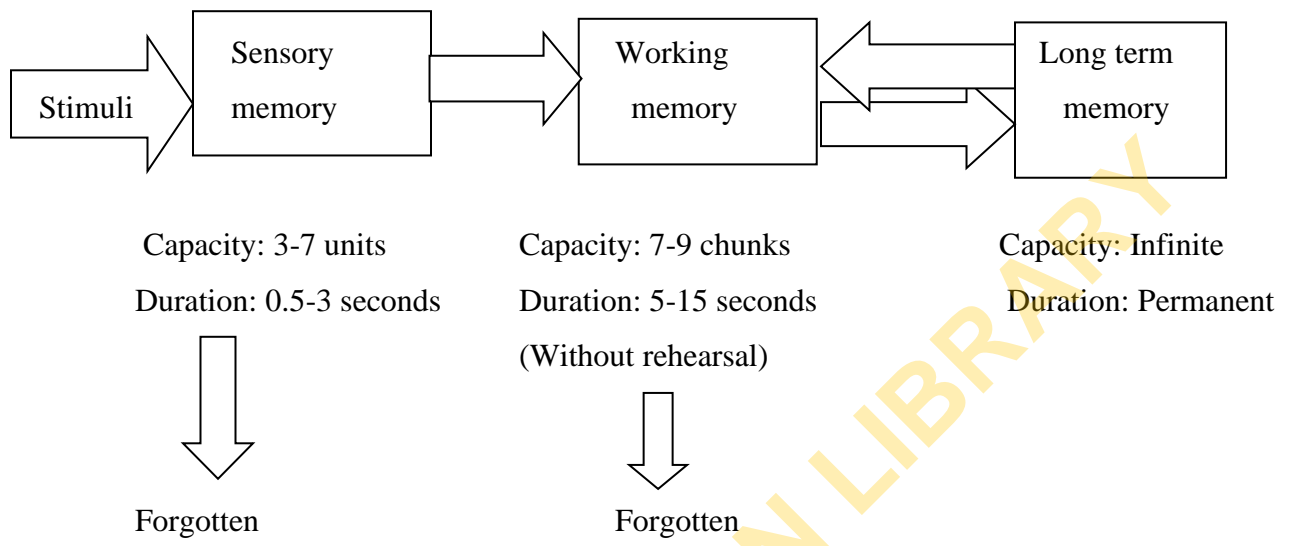 Stimuli
Sensory
memory
Working
memory
Long term
memory
Capacity: 3-7 units
Duration: 0.5-3 seconds
Forgotten
Capacity: 7-9 chunks
Duration: 5-15 seconds
(Without rehearsal)
Forgotten
Capacity: Infinite
Duration: Permanent
N LIBRARY